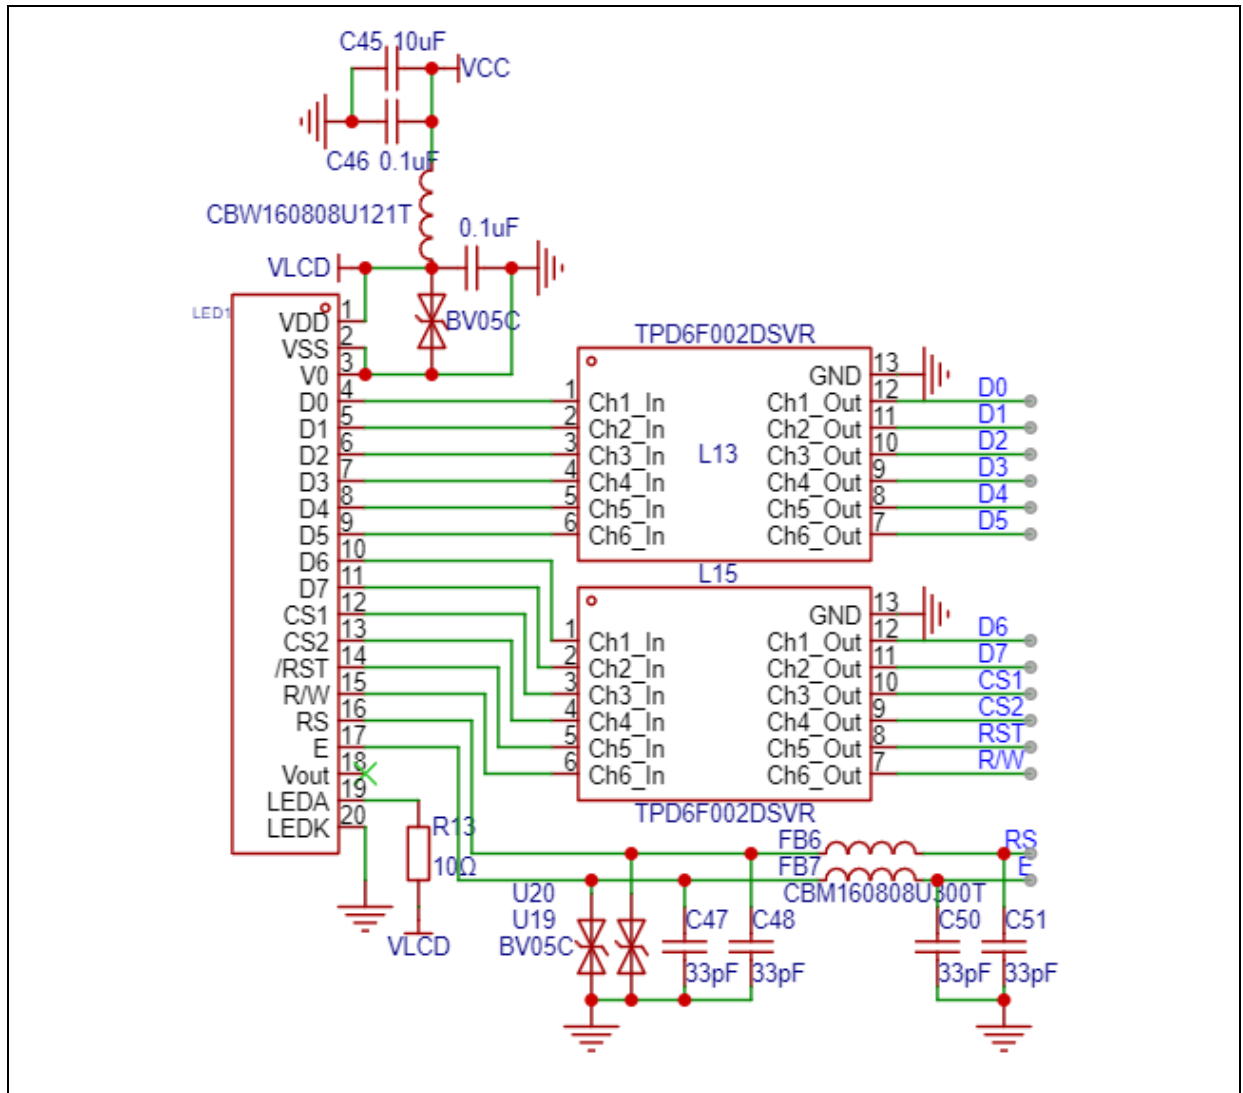 C45 10uF
VCC
C46 0.1uF
CBW160808U121T
0.1uF
VLCD
BV05C
LED1
VDD 1
VSS 2
V0 3
D0 4
D1 5
D2 6
D3 7
D4 8
D5 9
D6 10
D7 11
CS1 12
CS2 13
/RST 14
R/W 15
RS 16
E 17
Vout 18
LEDA 19
LEDK 20
TPD6F002DSVR
L13
GND 13
1 Ch1_In Ch1_Out 12 D0
2 Ch2_In Ch2_Out 11 D1
3 Ch3_In Ch3_Out 10 D2
4 Ch4_In Ch4_Out 9 D3
5 Ch5_In Ch5_Out 8 D4
6 Ch6_In Ch6_Out 7 D5
L15
GND 13
1 Ch1_In Ch1_Out 12 D6
2 Ch2_In Ch2_Out 11 D7
3 Ch3_In Ch3_Out 10 CS1
4 Ch4_In Ch4_Out 9 CS2
5 Ch5_In Ch5_Out 8 RST
6 Ch6_In Ch6_Out 7 R/W
TPD6F002DSVR
R13
10Ω
VLCD
FB6 RS
FB7 E
CBM160808U300T
U20
U19
BV05C
C47 C48 C50 C51
33pF 33pF 33pF 33pF